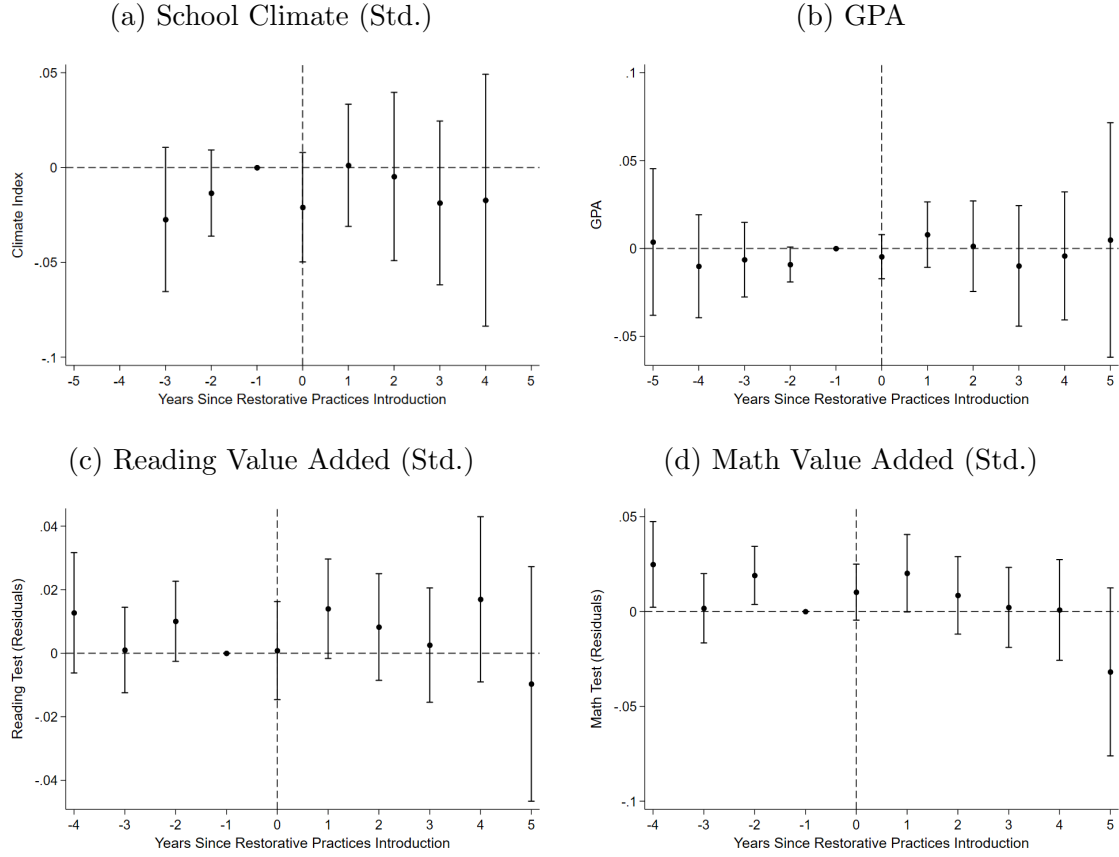 (a) School Climate (Std.)
.05
0
-.05
-.1
Climate Index
-5 -4 -3 -2 -1 0 1 2 3 4 5
Years Since Restorative Practices Introduction
(b) GPA
.1
.05
0
-.05
GPA
-5 -4 -3 -2 -1 0 1 2 3 4 5
Years Since Restorative Practices Introduction
(c) Reading Value Added (Std.)
.04
.02
0
-.02
-.04
Reading Test (Residuals)
-4 -3 -2 -1 0 1 2 3 4 5
Years Since Restorative Practices Introduction
(d) Math Value Added (Std.)
.05
0
-.05
-.1
Math Test (Residuals)
-4 -3 -2 -1 0 1 2 3 4 5
Years Since Restorative Practices Introduction